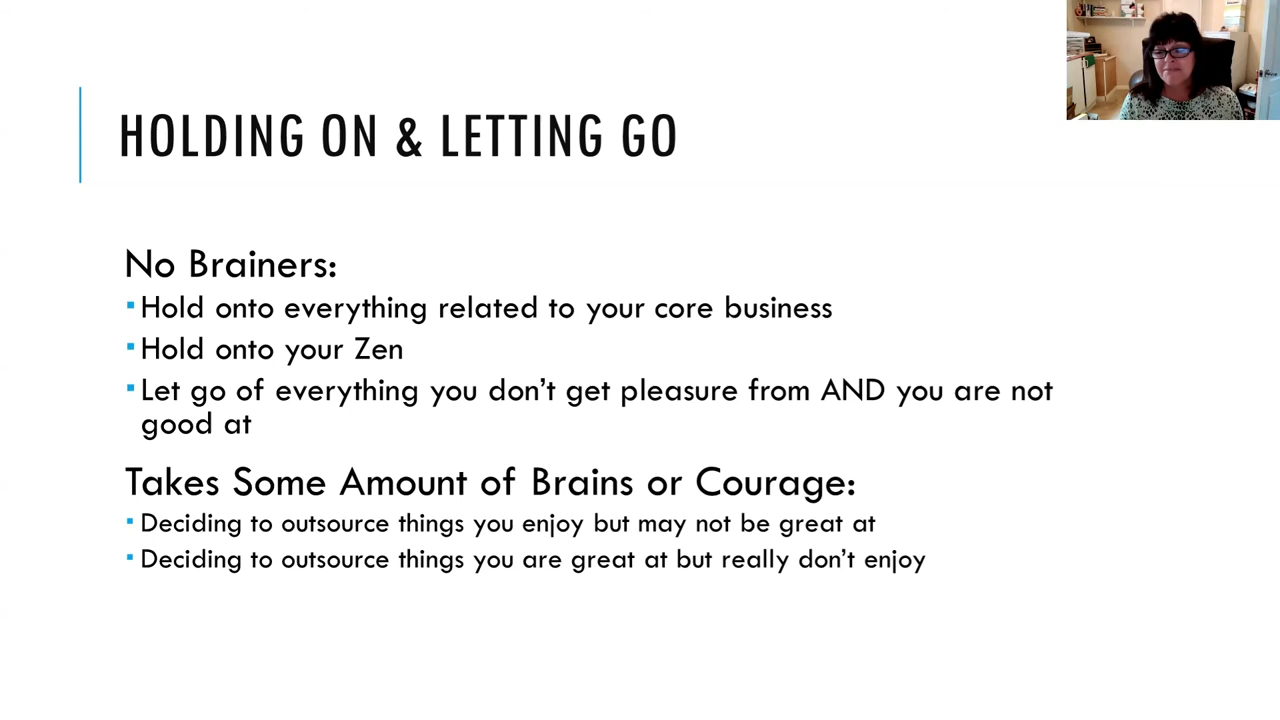 HOLDING ON & LETTING GO
No Brainers:
Hold onto everything related to your core business
Hold onto your Zen
Let go of everything you don’t get pleasure from AND you are not
good at
Takes Some Amount of Brains or Courage:
Deciding to outsource things you enjoy but may not be great at
Deciding to outsource things you are great at but really don’t enjoy